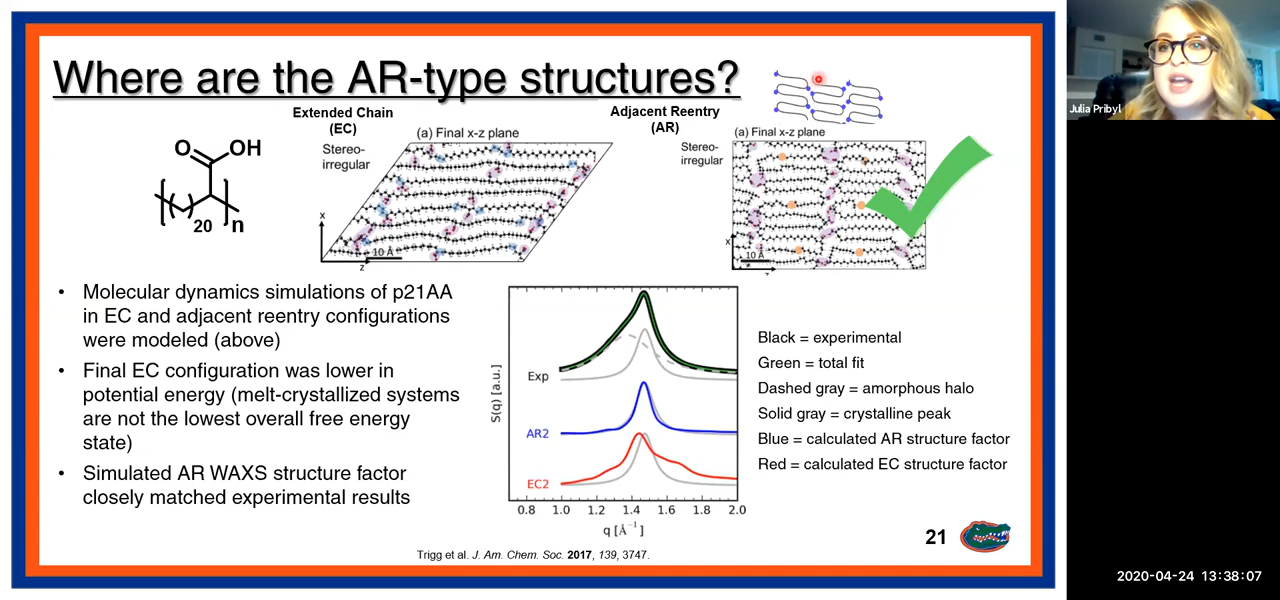 Where are the AR-type structures?
Extended Chain
(EC)
Adjacent Reentry
(AR)
(a) Final x-z plane
(a) Final x-z plane
Stereo-
irregular
Stereo-
irregular
O
OH
20
n
x
10 Å
z
x
10 Å
z
• Molecular dynamics simulations of p21AA
in EC and adjacent reentry configurations
were modeled (above)
• Final EC configuration was lower in
potential energy (melt-crystallized systems
are not the lowest overall free energy
state)
• Simulated AR WAXS structure factor
closely matched experimental results
S(q) [a.u.]
Exp
AR2
EC2
0.8 1.0 1.2 1.4 1.6 1.8 2.0
q [Å⁻¹]
Black = experimental
Green = total fit
Dashed gray = amorphous halo
Solid gray = crystalline peak
Blue = calculated AR structure factor
Red = calculated EC structure factor
Trigg et al. J. Am. Chem. Soc. 2017, 139, 3747.
21
Julia Pribyl
2020-04-24 13:38:07